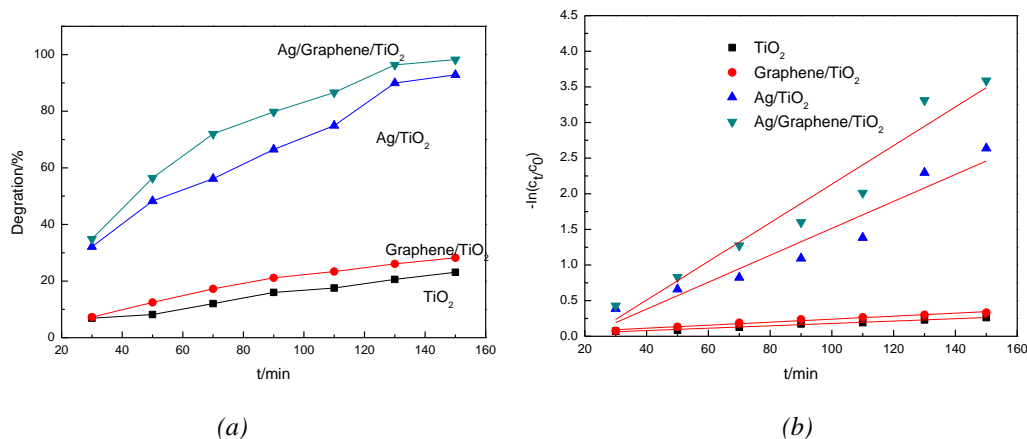 100
80
60
40
20
0
Degration/%
20 40 60 80 100 120 140 160
t/min
Ag/Graphene/TiO₂
Ag/TiO₂
Graphene/TiO₂
TiO₂
(a)
4.5
4.0
3.5
3.0
2.5
2.0
1.5
1.0
0.5
0.0
-ln(cₜ/c₀)
20 40 60 80 100 120 140 160
t/min
TiO₂
Graphene/TiO₂
Ag/TiO₂
Ag/Graphene/TiO₂
(b)